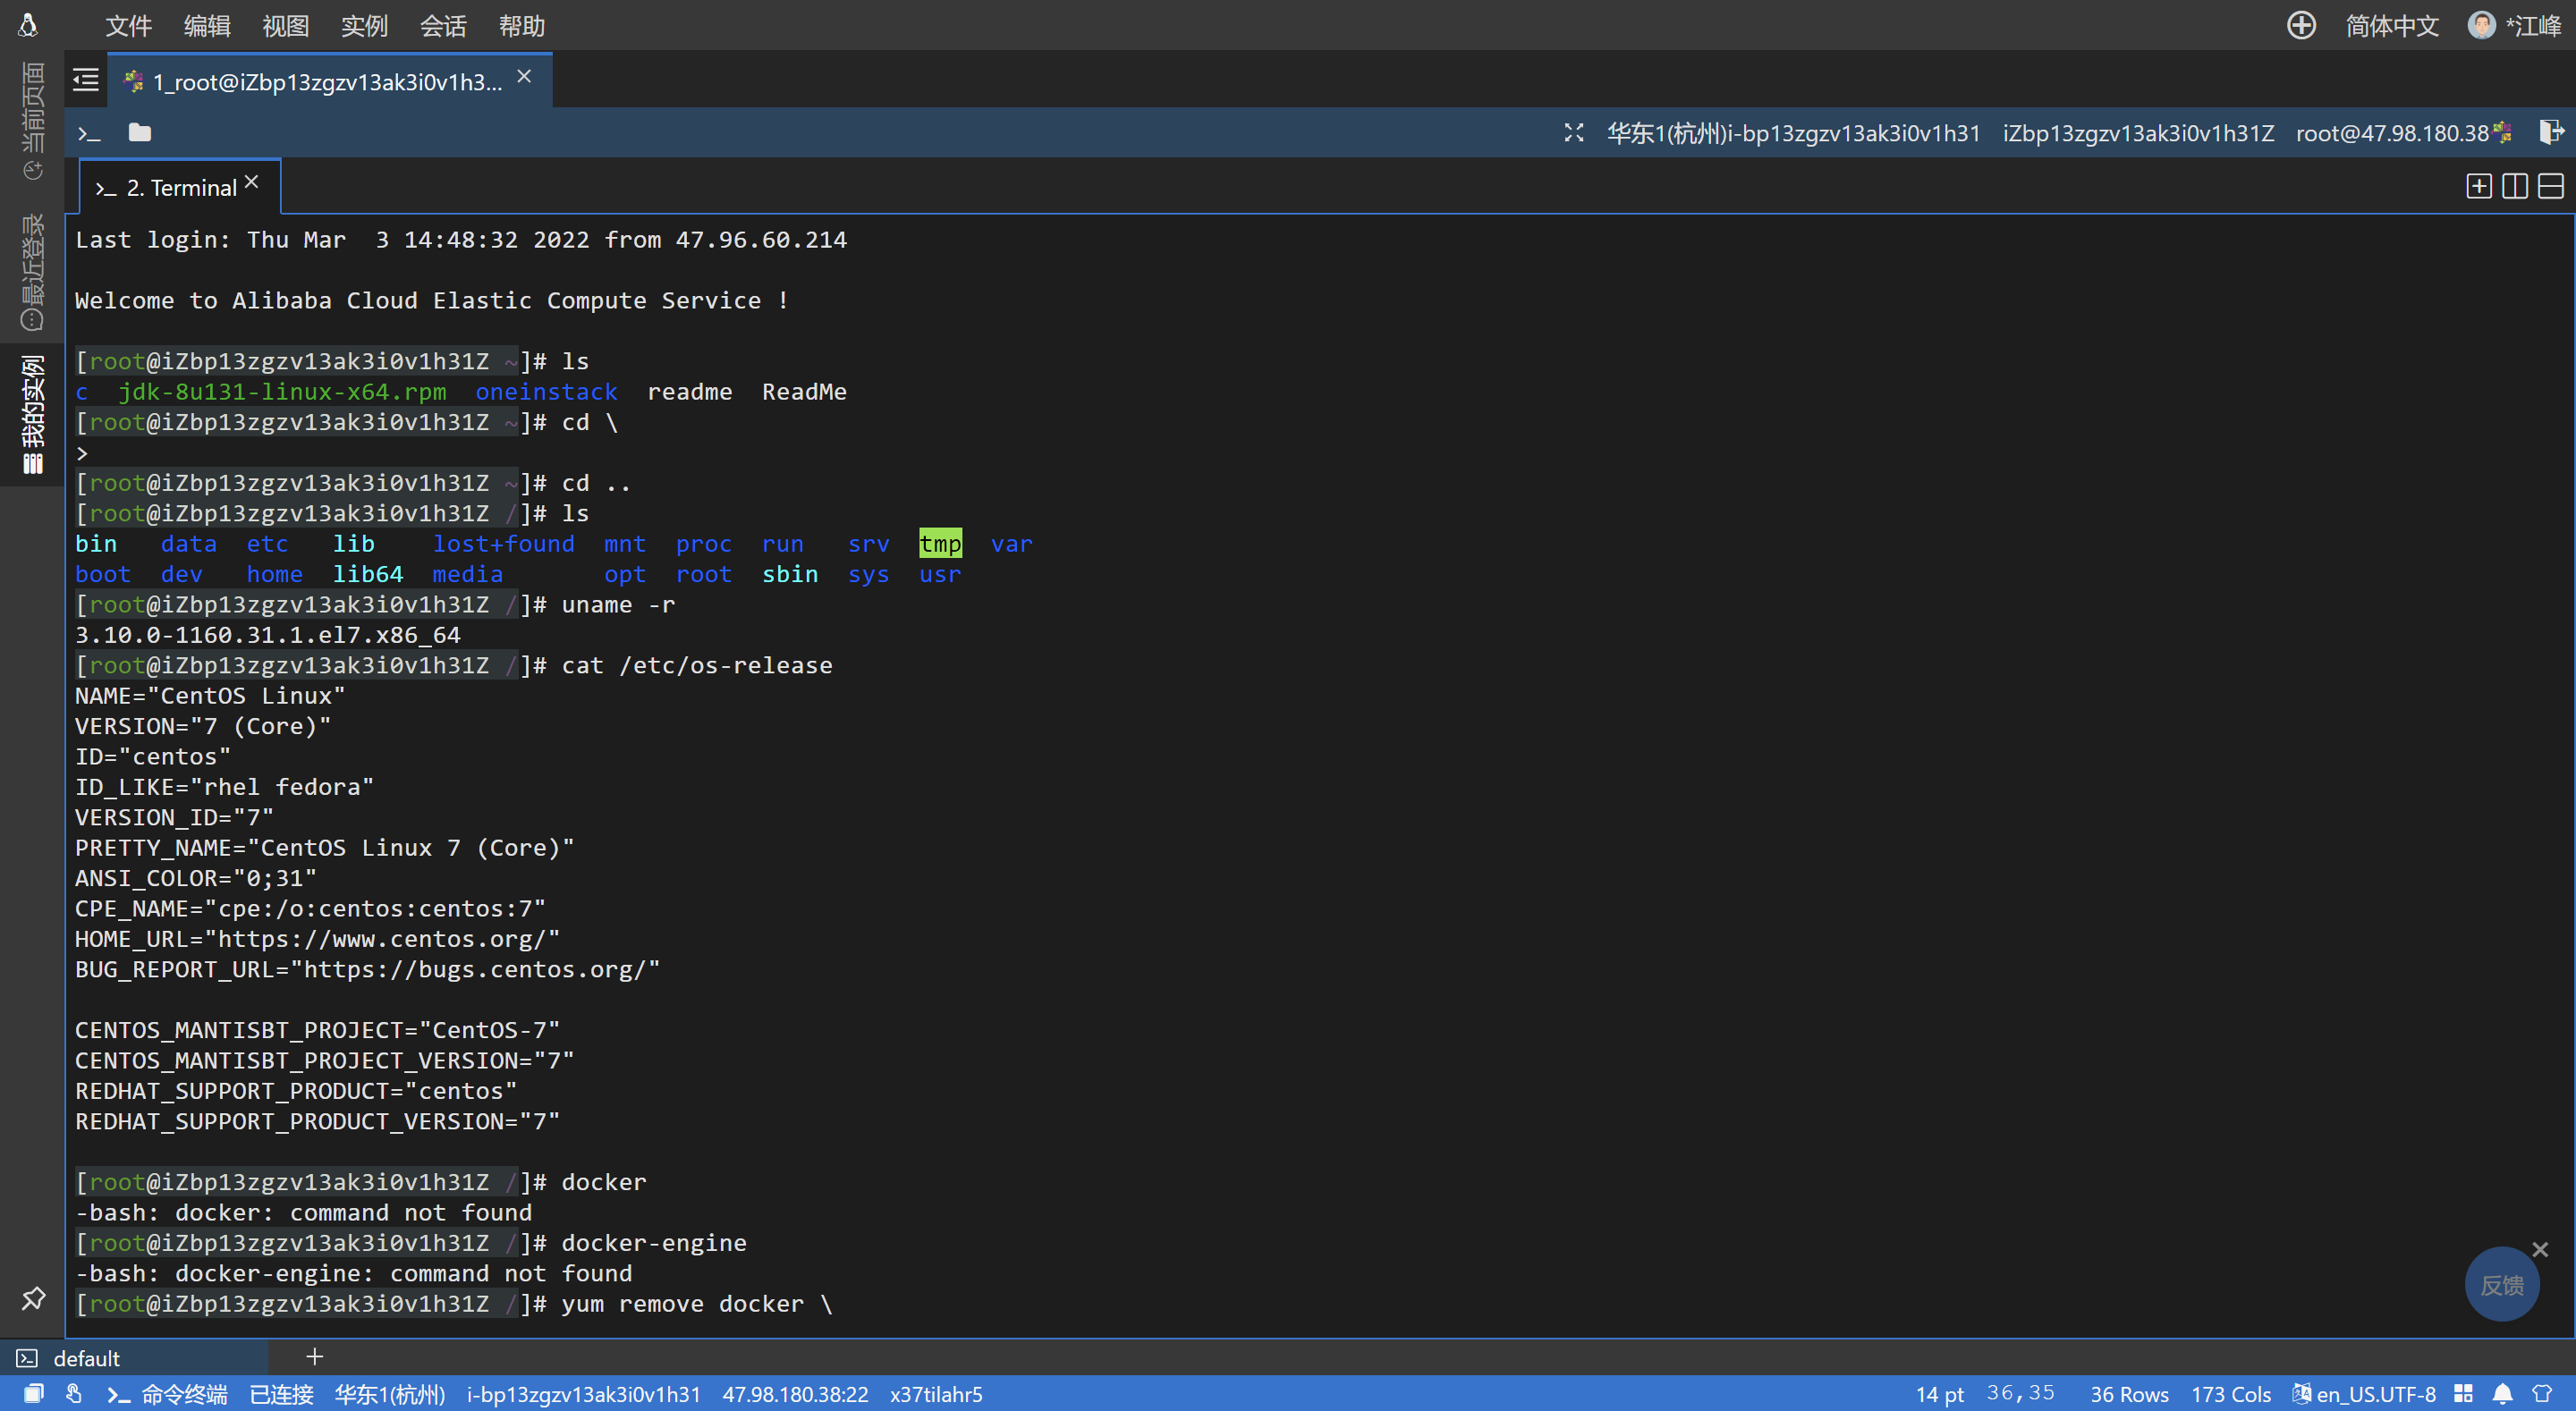 文件 编辑 视图 实例 会话 帮助 简体中文 *江峰
当前页面
最近登录
我的实例
1_root@iZbp13zgzv13ak3i0v1h3...
华东1(杭州)i-bp13zgzv13ak3i0v1h31 iZbp13zgzv13ak3i0v1h31Z root@47.98.180.38
>_ 2. Terminal
Last login: Thu Mar  3 14:48:32 2022 from 47.96.60.214
Welcome to Alibaba Cloud Elastic Compute Service !
[root@iZbp13zgzv13ak3i0v1h31Z ~]# ls
c  jdk-8u131-linux-x64.rpm  oneinstack  readme  ReadMe
[root@iZbp13zgzv13ak3i0v1h31Z ~]# cd \
>
[root@iZbp13zgzv13ak3i0v1h31Z ~]# cd ..
[root@iZbp13zgzv13ak3i0v1h31Z /]# ls
bin   data  etc   lib    lost+found  mnt  proc  run   srv  tmp  var
boot  dev   home  lib64  media       opt  root  sbin  sys  usr
[root@iZbp13zgzv13ak3i0v1h31Z /]# uname -r
3.10.0-1160.31.1.el7.x86_64
[root@iZbp13zgzv13ak3i0v1h31Z /]# cat /etc/os-release
NAME="CentOS Linux"
VERSION="7 (Core)"
ID="centos"
ID_LIKE="rhel fedora"
VERSION_ID="7"
PRETTY_NAME="CentOS Linux 7 (Core)"
ANSI_COLOR="0;31"
CPE_NAME="cpe:/o:centos:centos:7"
HOME_URL="https://www.centos.org/"
BUG_REPORT_URL="https://bugs.centos.org/"
CENTOS_MANTISBT_PROJECT="CentOS-7"
CENTOS_MANTISBT_PROJECT_VERSION="7"
REDHAT_SUPPORT_PRODUCT="centos"
REDHAT_SUPPORT_PRODUCT_VERSION="7"
[root@iZbp13zgzv13ak3i0v1h31Z /]# docker
-bash: docker: command not found
[root@iZbp13zgzv13ak3i0v1h31Z /]# docker-engine
-bash: docker-engine: command not found
[root@iZbp13zgzv13ak3i0v1h31Z /]# yum remove docker \
反馈
default
命令终端 已连接 华东1(杭州) i-bp13zgzv13ak3i0v1h31 47.98.180.38:22 x37tilahr5 14 pt 36,35 36 Rows 173 Cols en_US.UTF-8